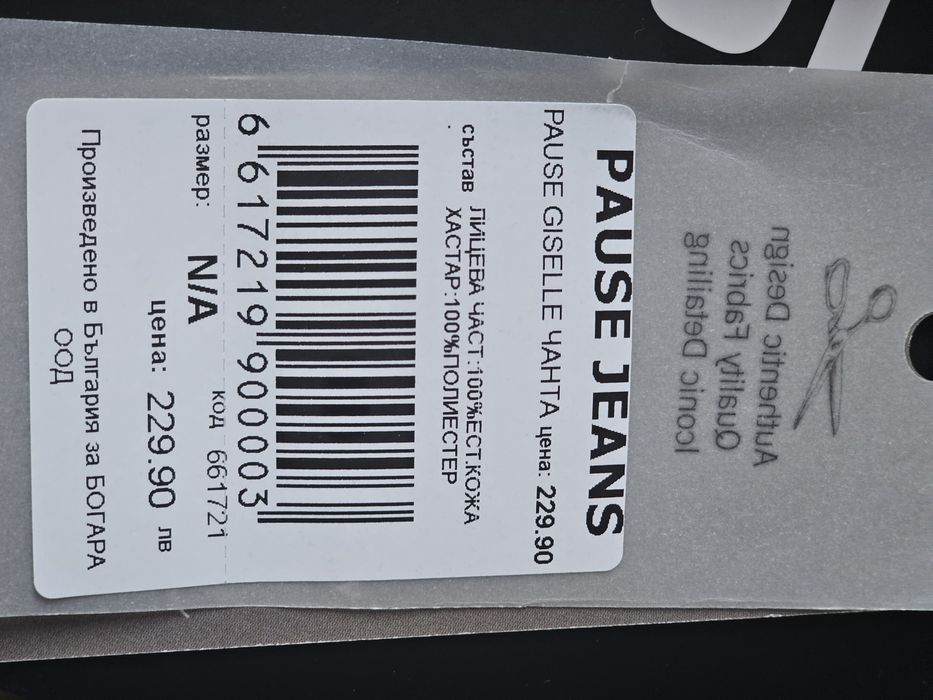 PAUSE JEANS
PAUSE GISELLE ЧАНТА цена: 229.90
състав ЛИЦЕВА ЧАСТ:100%ЕСТ.КОЖА
. ХАСТАР:100%ПОЛИЕСТЕР
6 617219 900003
код 661721
размер: N/A
цена: 229.90 лв
Произведено в България за БОГАРА
ООД
Authentic Design
Quality Fabrics
Iconic Detailing